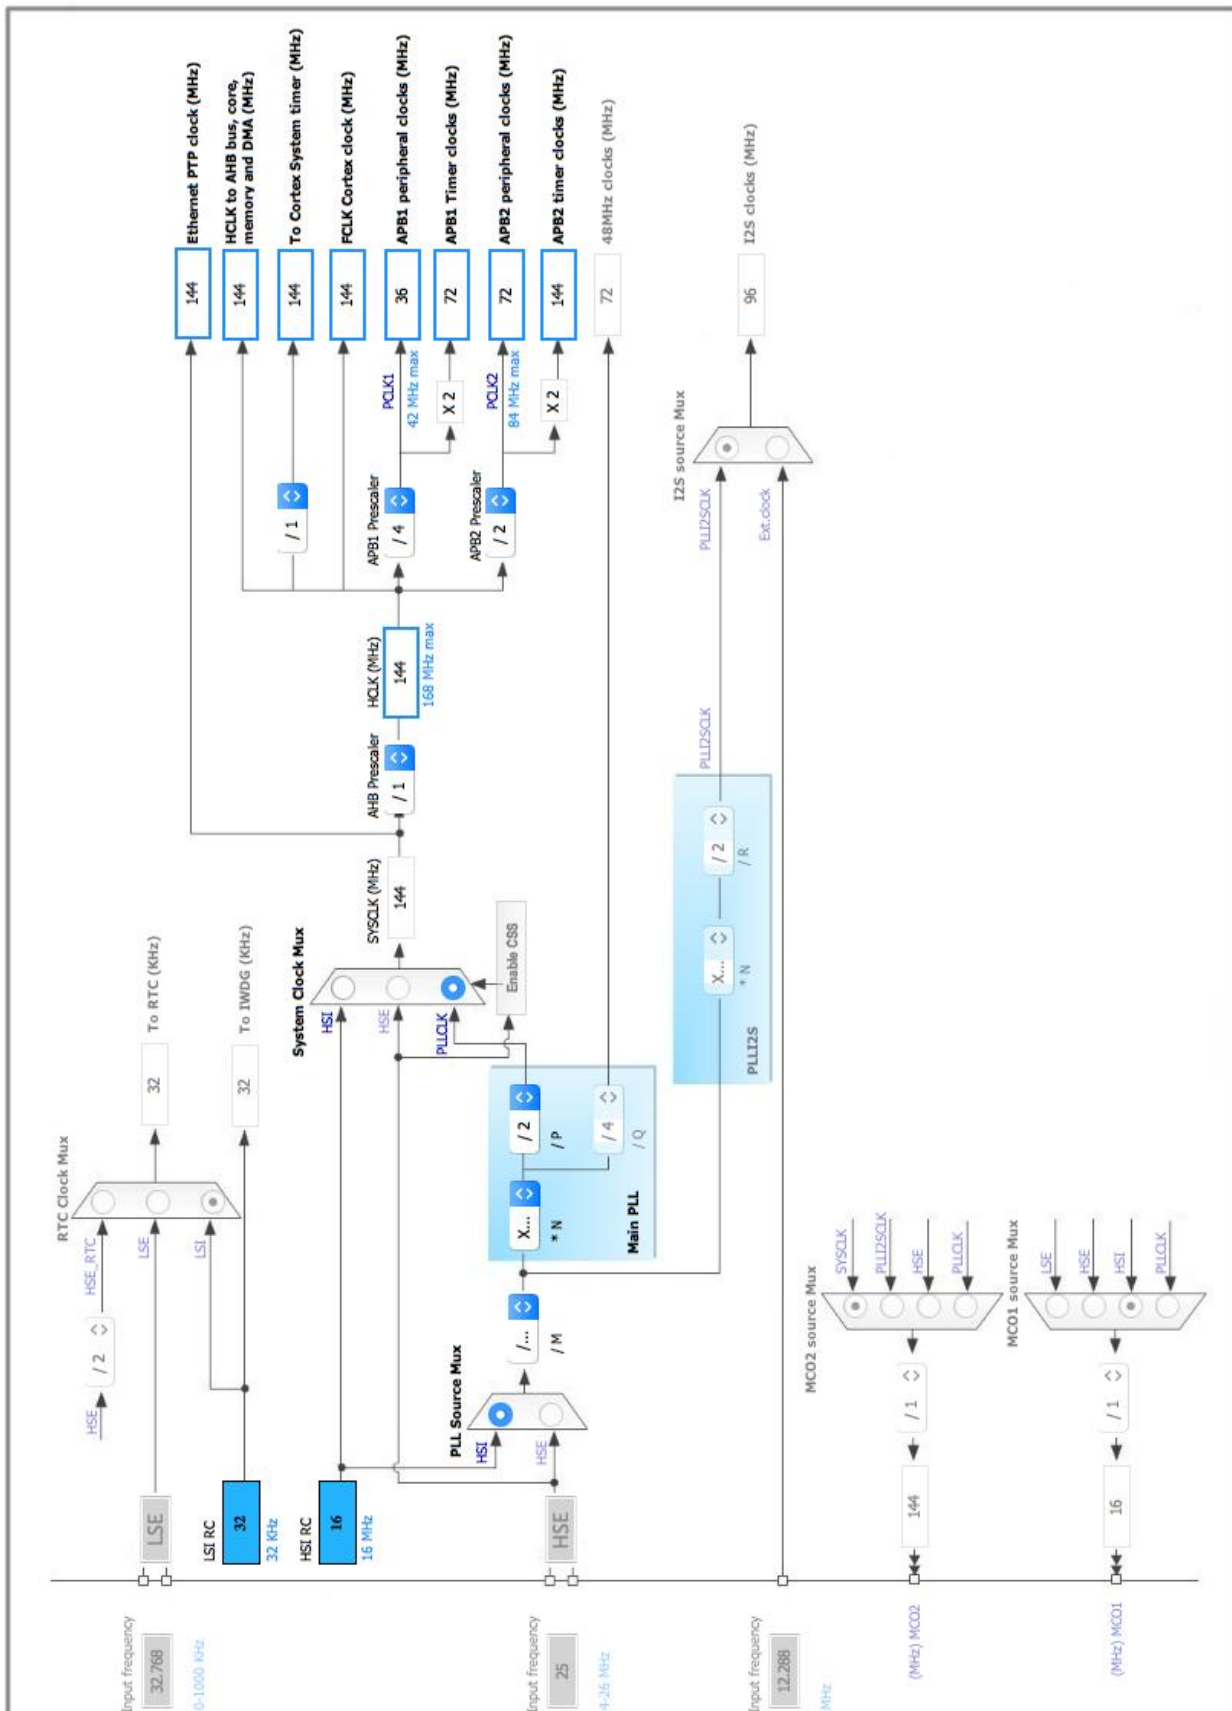 Input frequency
32.768
0-1000 KHz
LSE
HSE
/ 2
HSE_RTC
LSE
LSI
RTC Clock Mux
32
To RTC (KHz)
LSI RC
32
32 KHz
32
To IWDG (KHz)
HSI RC
16
16 MHz
Input frequency
25
4-26 MHz
HSE
PLL Source Mux
HSI
HSE
/...
/ M
X...
* N
/ 2
/ P
/ 4
/ Q
Main PLL
System Clock Mux
HSI
HSE
PLLCLK
Enable CSS
SYSCLK (MHz)
144
AHB Prescaler
/ 1
HCLK (MHz)
144
168 MHz max
/ 1
APB1 Prescaler
/ 4
PCLK1
42 MHz max
X 2
APB2 Prescaler
/ 2
PCLK2
84 MHz max
X 2
144
Ethernet PTP clock (MHz)
144
HCLK to AHB bus, core,
memory and DMA (MHz)
144
To Cortex System timer (MHz)
144
FCLK Cortex clock (MHz)
36
APB1 peripheral clocks (MHz)
72
APB1 Timer clocks (MHz)
72
APB2 peripheral clocks (MHz)
144
APB2 timer clocks (MHz)
72
48MHz clocks (MHz)
X...
* N
/ 2
/ R
PLLI2S
PLLI2SCLK
PLLI2SCLK
Ext.clock
I2S source Mux
96
I2S clocks (MHz)
Input frequency
12.288
MHz
MCO2 source Mux
SYSCLK
PLLI2SCLK
HSE
PLLCLK
/ 1
144
(MHz) MCO2
MCO1 source Mux
LSE
HSE
HSI
PLLCLK
/ 1
16
(MHz) MCO1